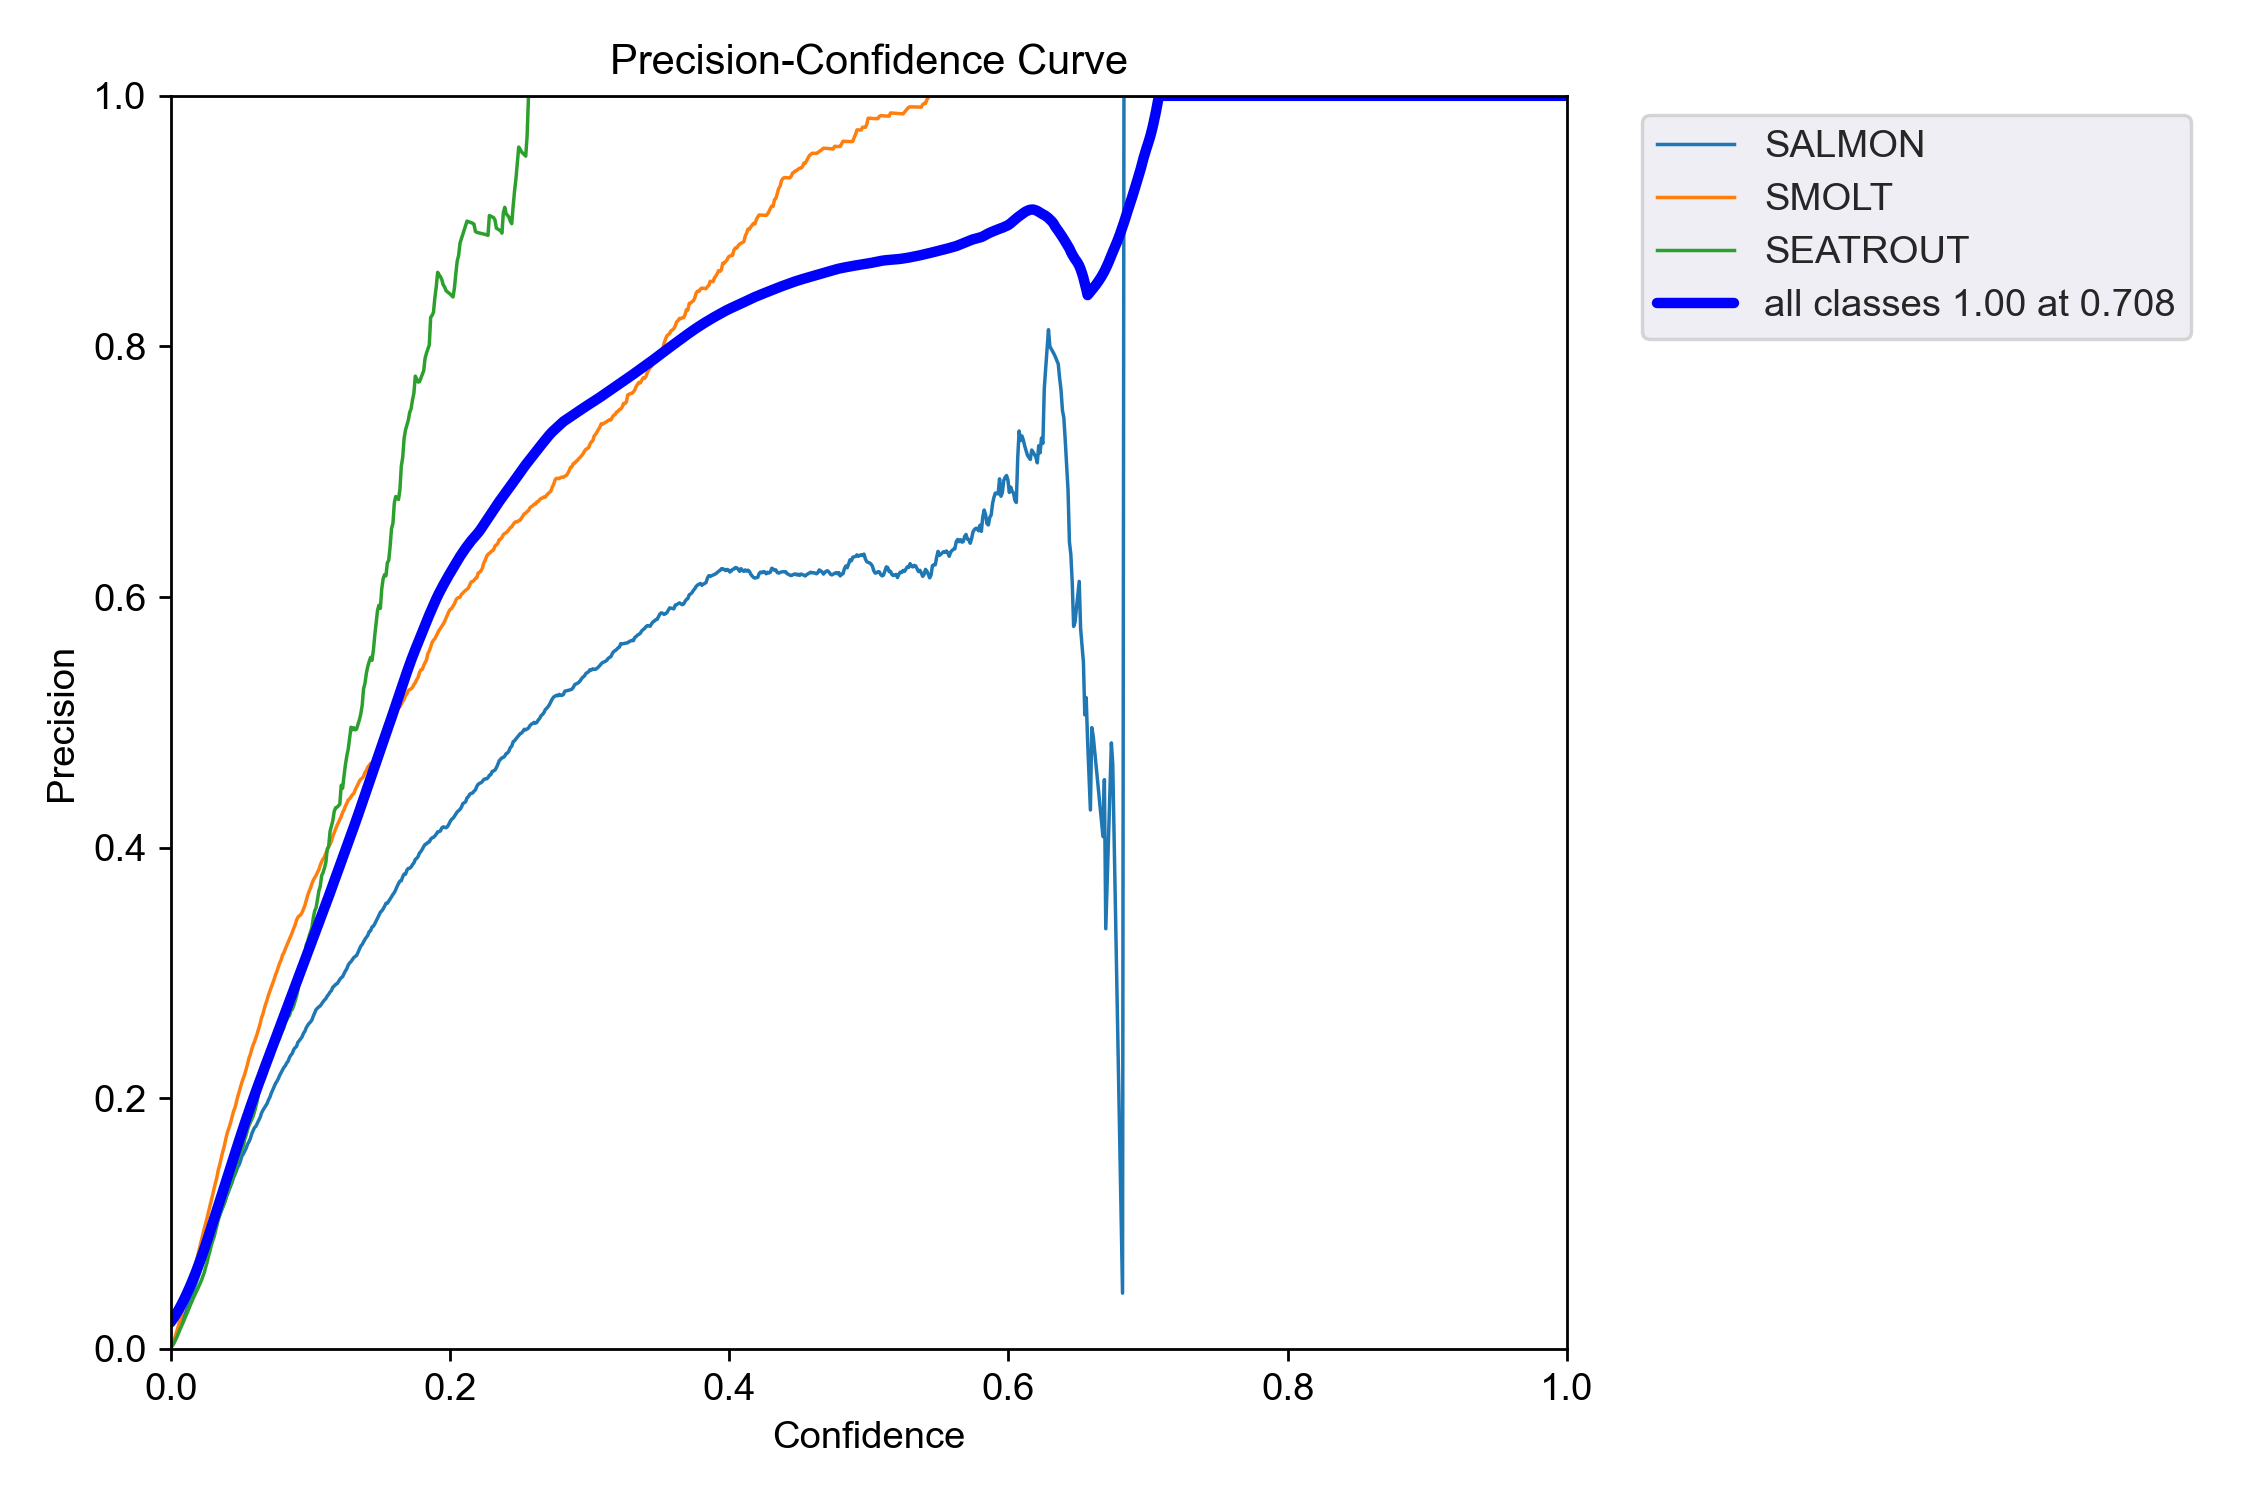 Precision-Confidence Curve
1.0
0.8
0.6
0.4
0.2
0.0
Precision
0.0 0.2 0.4 0.6 0.8 1.0
Confidence
SALMON
SMOLT
SEATROUT
all classes 1.00 at 0.708